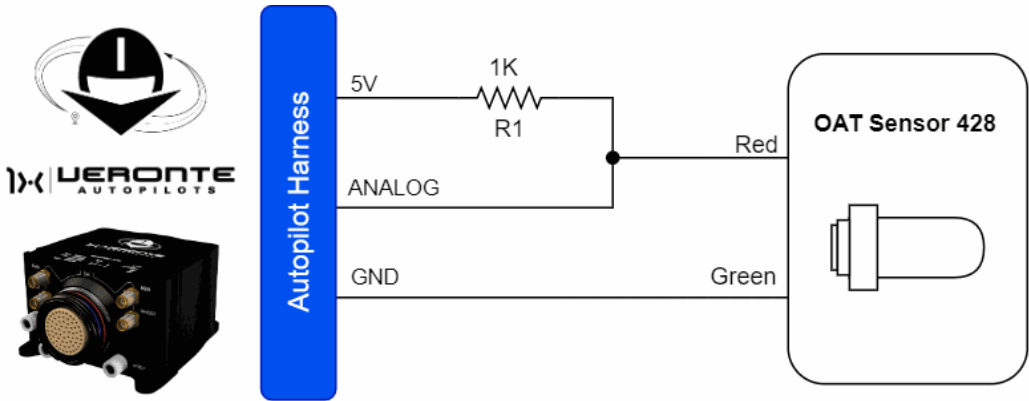 VERONTE
AUTOPILOTS
Autopilot Harness
5V
1K
R1
ANALOG
GND
Red
Green
OAT Sensor 428